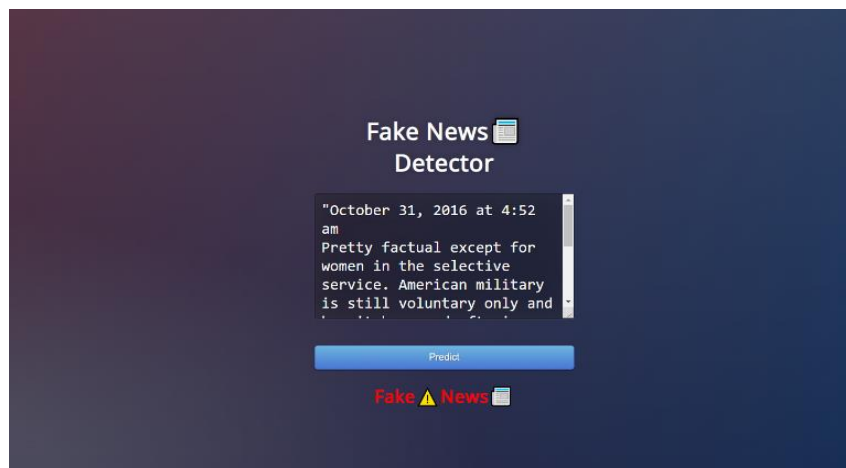 Fake News
Detector
"October 31, 2016 at 4:52
am
Pretty factual except for
women in the selective
service. American military
is still voluntary only and
Predict
Fake News